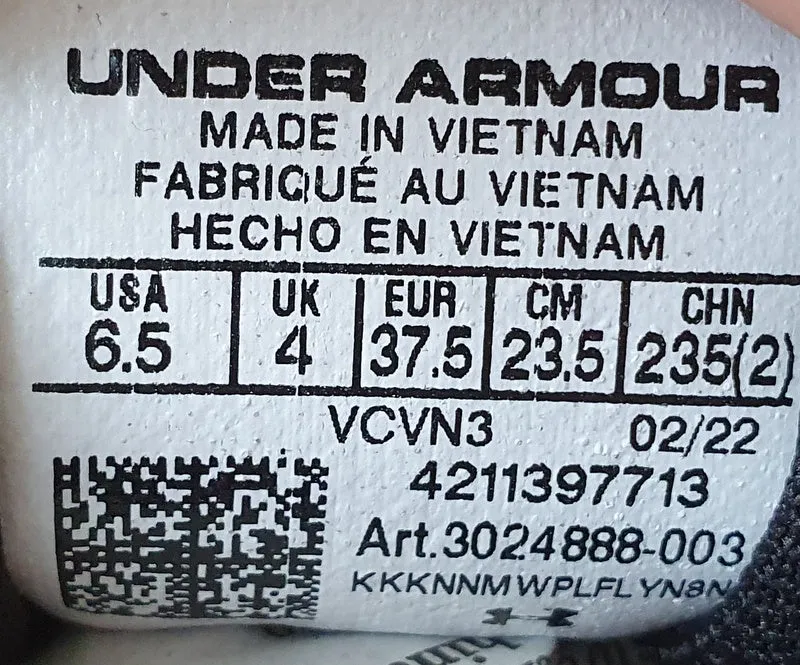 UNDER ARMOUR
MADE IN VIETNAM
FABRIQUÉ AU VIETNAM
HECHO EN VIETNAM
USA UK EUR CM CHN
6.5 4 37.5 23.5 235(2)
VCVN3 02/22
4211397713
Art.3024888-003
KKKNNMWPLFLYN8N